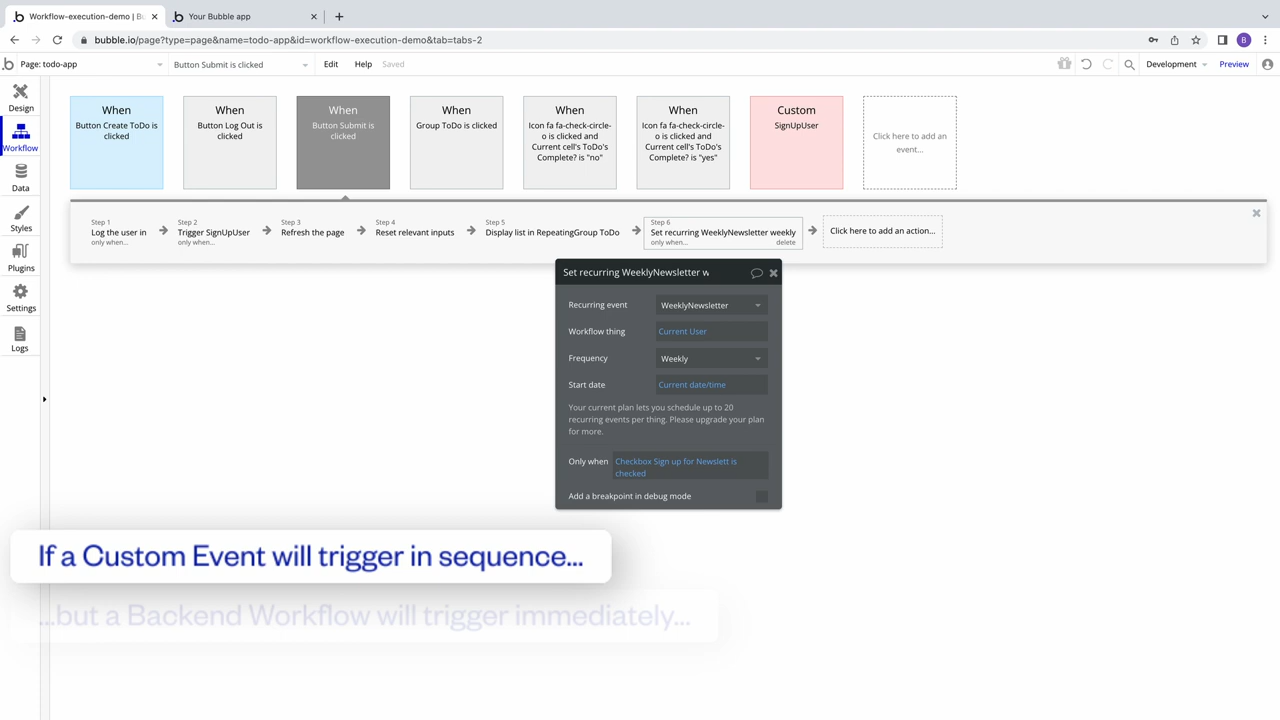 Workflow-execution-demo | Bu
Your Bubble app
bubble.io/page?type=page&name=todo-app&id=workflow-execution-demo&tab=tabs-2
B
Page: todo-app
Button Submit is clicked
Edit
Help
Saved
Development
Preview
Design
Workflow
Data
Styles
Plugins
Settings
Logs
When
Button Create ToDo is
clicked
When
Button Log Out is
clicked
When
Button Submit is
clicked
When
Group ToDo is clicked
When
Icon fa fa-check-circle-
o is clicked and
Current cell's ToDo's
Complete? is "no"
When
Icon fa fa-check-circle-
o is clicked and
Current cell's ToDo's
Complete? is "yes"
Custom
SignUpUser
Click here to add an
event...
Step 1
Log the user in
only when...
Step 2
Trigger SignUpUser
only when...
Step 3
Refresh the page
Step 4
Reset relevant inputs
Step 5
Display list in RepeatingGroup ToDo
Step 6
Set recurring WeeklyNewsletter weekly
only when...
delete
Click here to add an action...
Set recurring WeeklyNewsletter w
Recurring event
WeeklyNewsletter
Workflow thing
Current User
Frequency
Weekly
Start date
Current date/time
Your current plan lets you schedule up to 20
recurring events per thing. Please upgrade your plan
for more.
Only when
Checkbox Sign up for Newslett is
checked
Add a breakpoint in debug mode
If a Custom Event will trigger in sequence...
...but a Backend Workflow will trigger immediately...